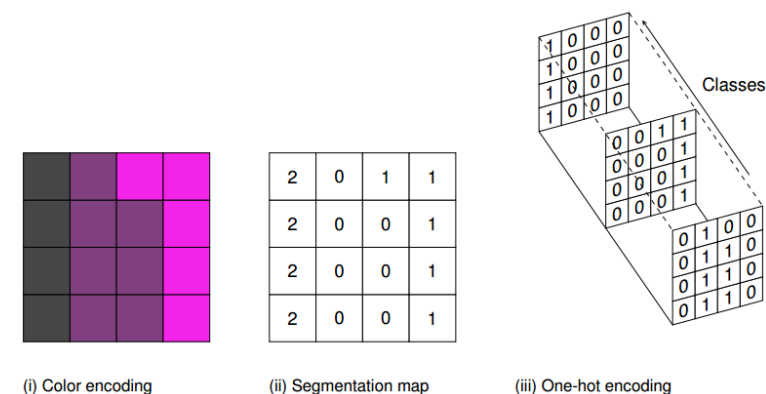 1 0 0 0
1 0 0 0
1 0 0 0
1 0 0 0
Classes
0 0 1 1
0 0 0 1
0 0 0 1
0 0 0 1
0 1 0 0
0 1 1 0
0 1 1 0
0 1 1 0
2 0 1 1
2 0 0 1
2 0 0 1
2 0 0 1
(i) Color encoding
(ii) Segmentation map
(iii) One-hot encoding